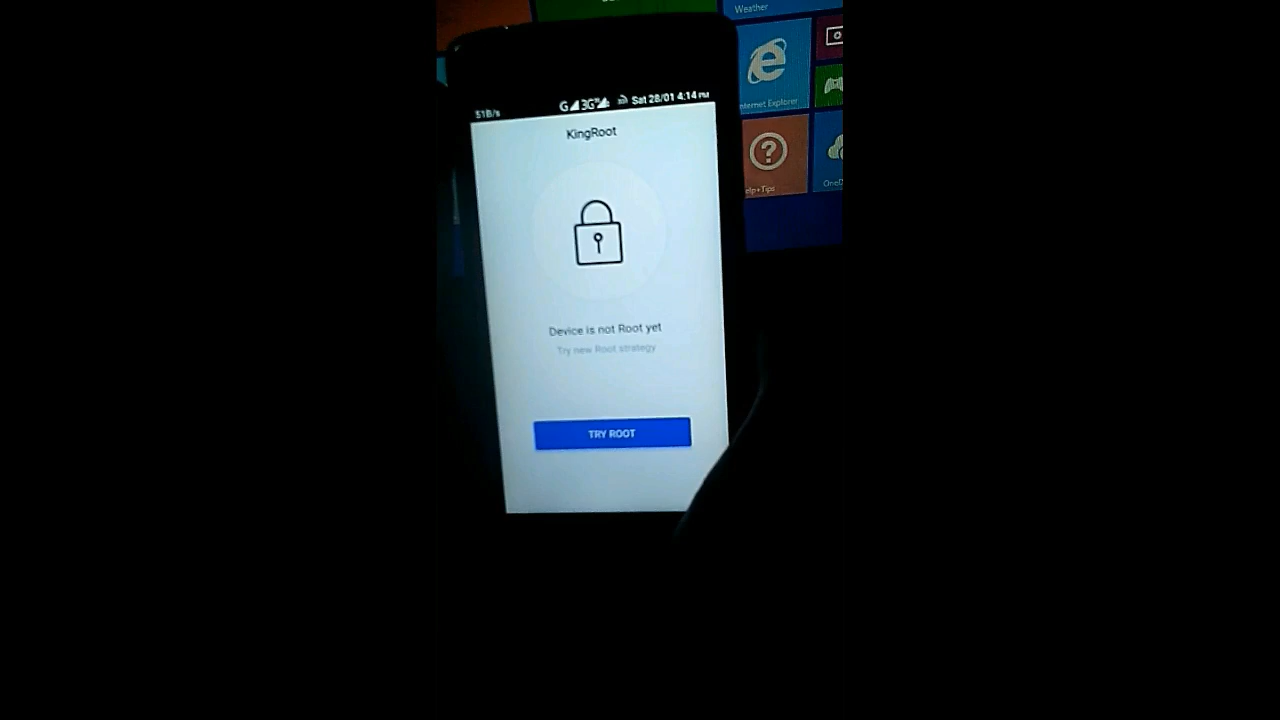 Weather
Internet Explorer
Help+Tips
51B/s
G 3G Sat 28/01 4:14 PM
KingRoot
Device is not Root yet
Try new Root strategy
TRY ROOT